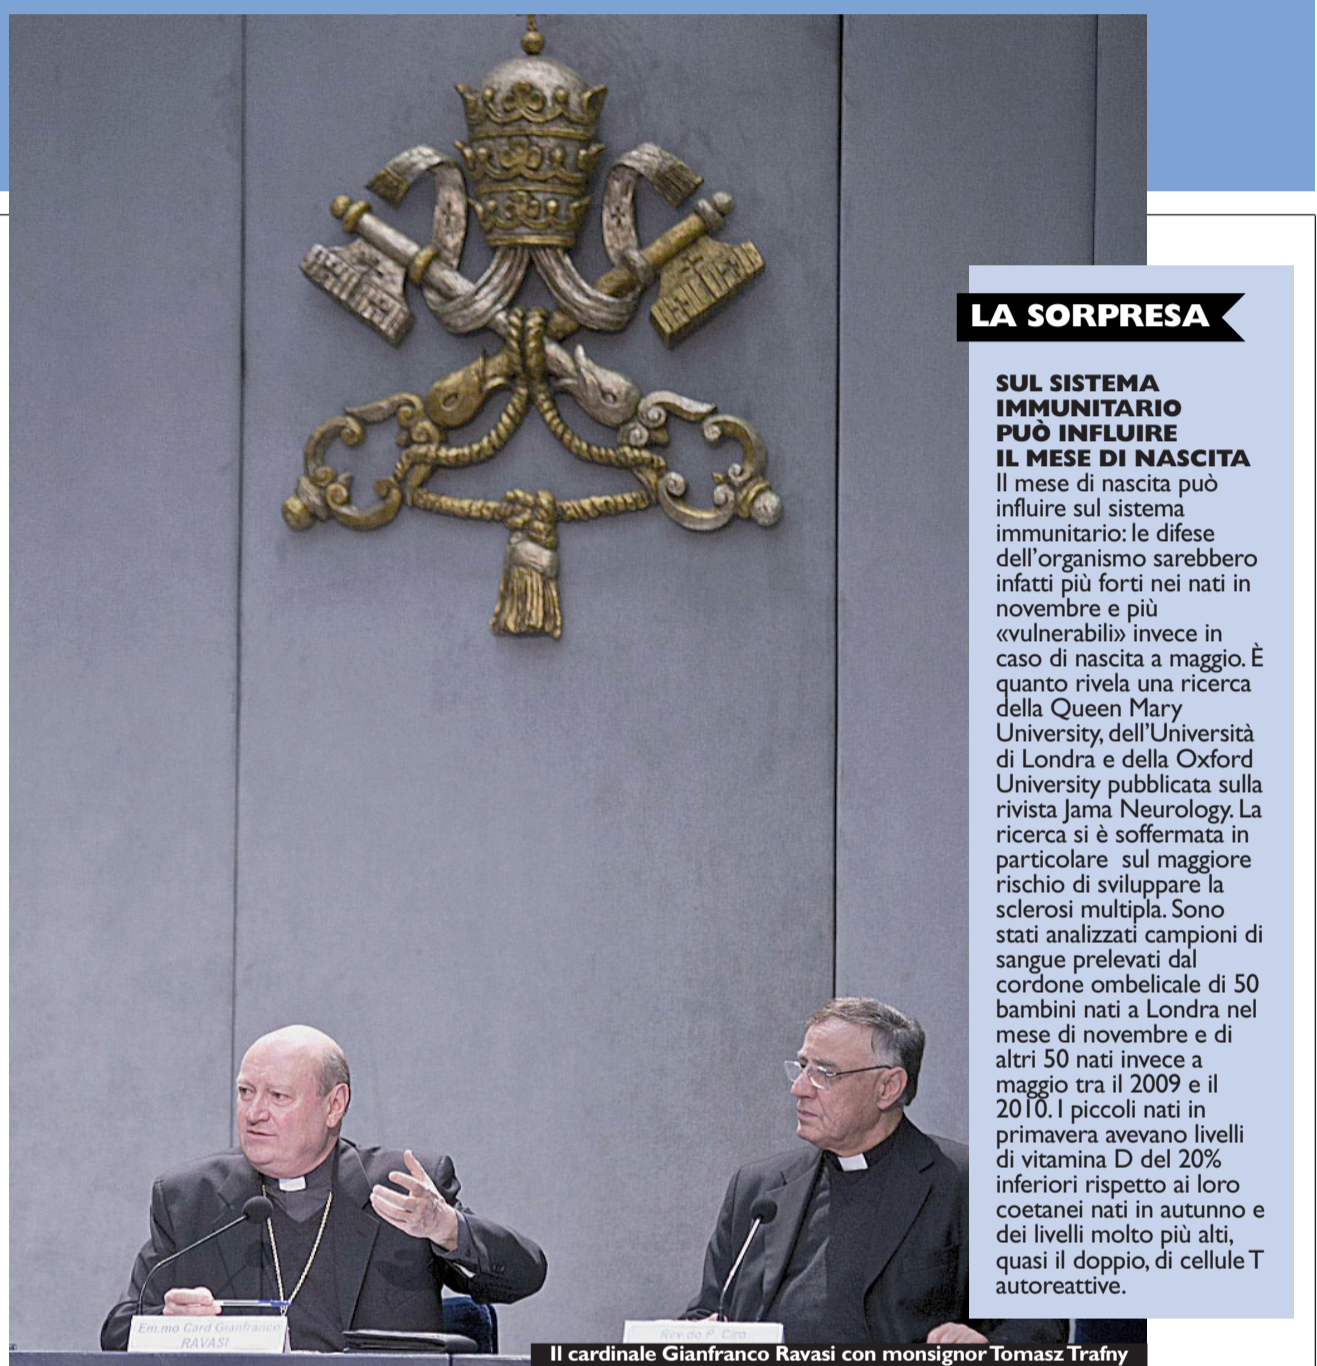 LA SORPRESA
SUL SISTEMA
IMMUNITARIO
PUÒ INFLUIRE
IL MESE DI NASCITA
Il mese di nascita può
influire sul sistema
immunitario: le difese
dell'organismo sarebbero
infatti più forti nei nati in
novembre e più
«vulnerabili» invece in
caso di nascita a maggio. È
quanto rivela una ricerca
della Queen Mary
University, dell'Università
di Londra e della Oxford
University pubblicata sulla
rivista Jama Neurology. La
ricerca si è soffermata in
particolare  sul maggiore
rischio di sviluppare la
sclerosi multipla. Sono
stati analizzati campioni di
sangue prelevati dal
cordone ombelicale di 50
bambini nati a Londra nel
mese di novembre e di
altri 50 nati invece a
maggio tra il 2009 e il
2010. I piccoli nati in
primavera avevano livelli
di vitamina D del 20%
inferiori rispetto ai loro
coetanei nati in autunno e
dei livelli molto più alti,
quasi il doppio, di cellule T
autoreattive.
Em.mo Card Gianfranco
RAVASI
Rev.do P. Ciro
Il cardinale Gianfranco Ravasi con monsignor Tomasz Trafny